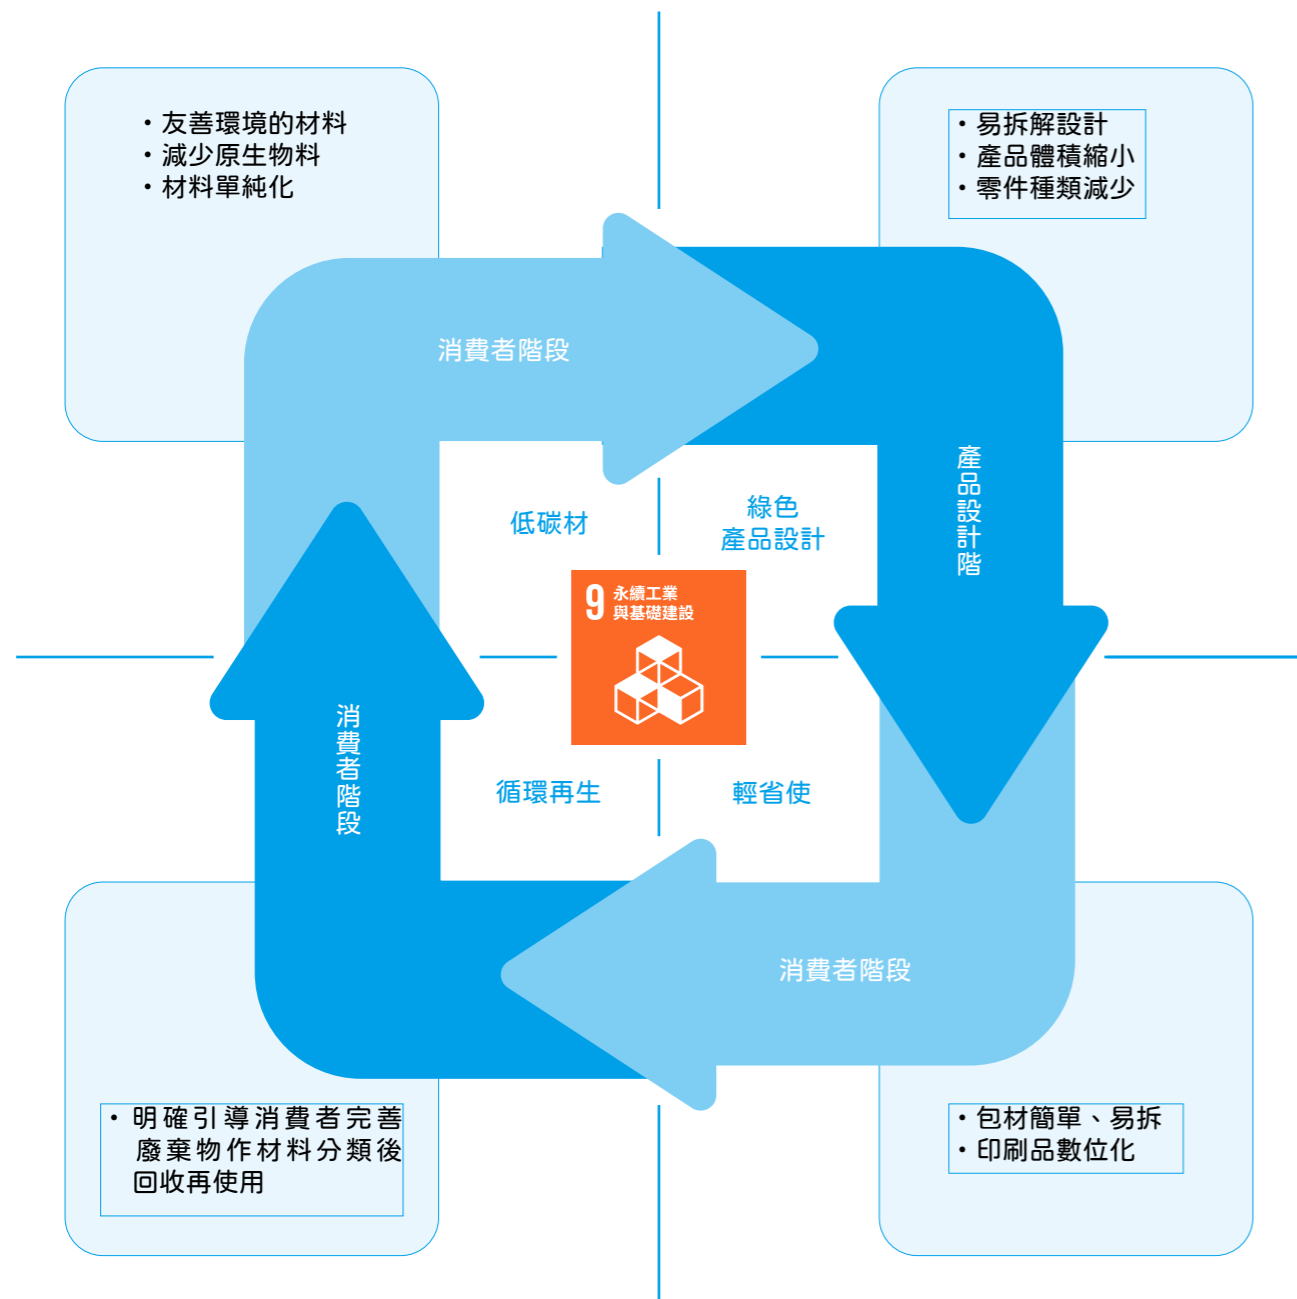 ・友善環境的材料
・減少原生物料
・材料單純化
・易拆解設計
・產品體積縮小
・零件種類減少
消費者階段
產品設計階
低碳材
綠色
產品設計
9 永續工業
與基礎建設
消費者階段
循環再生
輕省使
消費者階段
・明確引導消費者完善
廢棄物作材料分類後
回收再使用
・包材簡單、易拆
・印刷品數位化